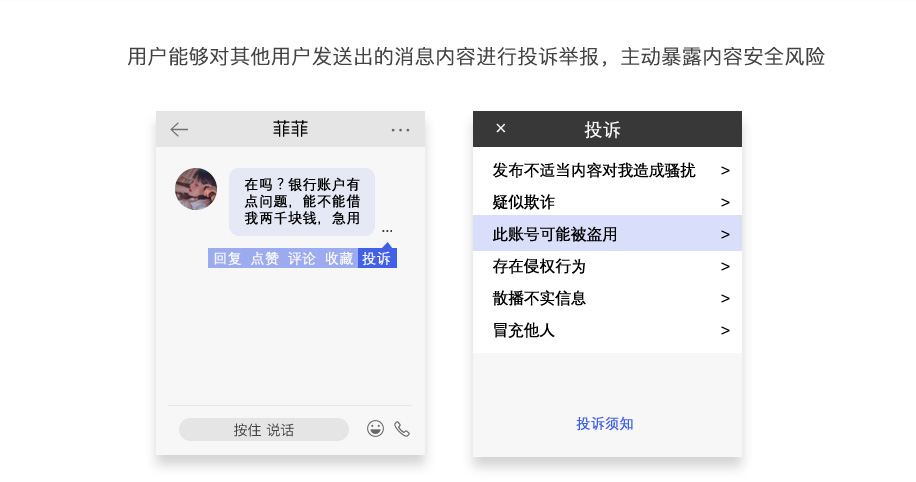 用户能够对其他用户发送出的消息内容进行投诉举报，主动暴露内容安全风险
菲菲
...
在吗？银行账户有
点问题，能不能借
我两千块钱，急用
...
回复 点赞 评论 收藏 投诉
按住 说话
× 投诉
发布不适当内容对我造成骚扰 >
疑似欺诈 >
此账号可能被盗用 >
存在侵权行为 >
散播不实信息 >
冒充他人 >
投诉须知